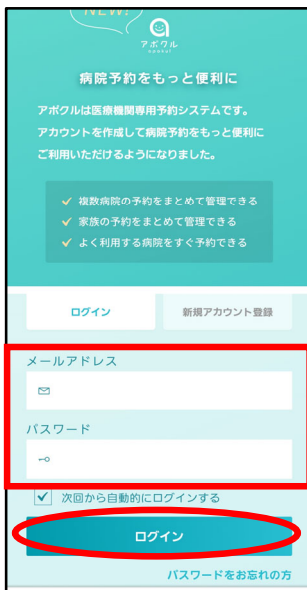 NEW!
アポクル
apokul
病院予約をもっと便利に
アポクルは医療機関専用予約システムです。
アカウントを作成して病院予約をもっと便利に
ご利用いただけるようになりました。
複数病院の予約をまとめて管理できる
家族の予約をまとめて管理できる
よく利用する病院をすぐ予約できる
ログイン
新規アカウント登録
メールアドレス
パスワード
次回から自動的にログインする
ログイン
パスワードをお忘れの方